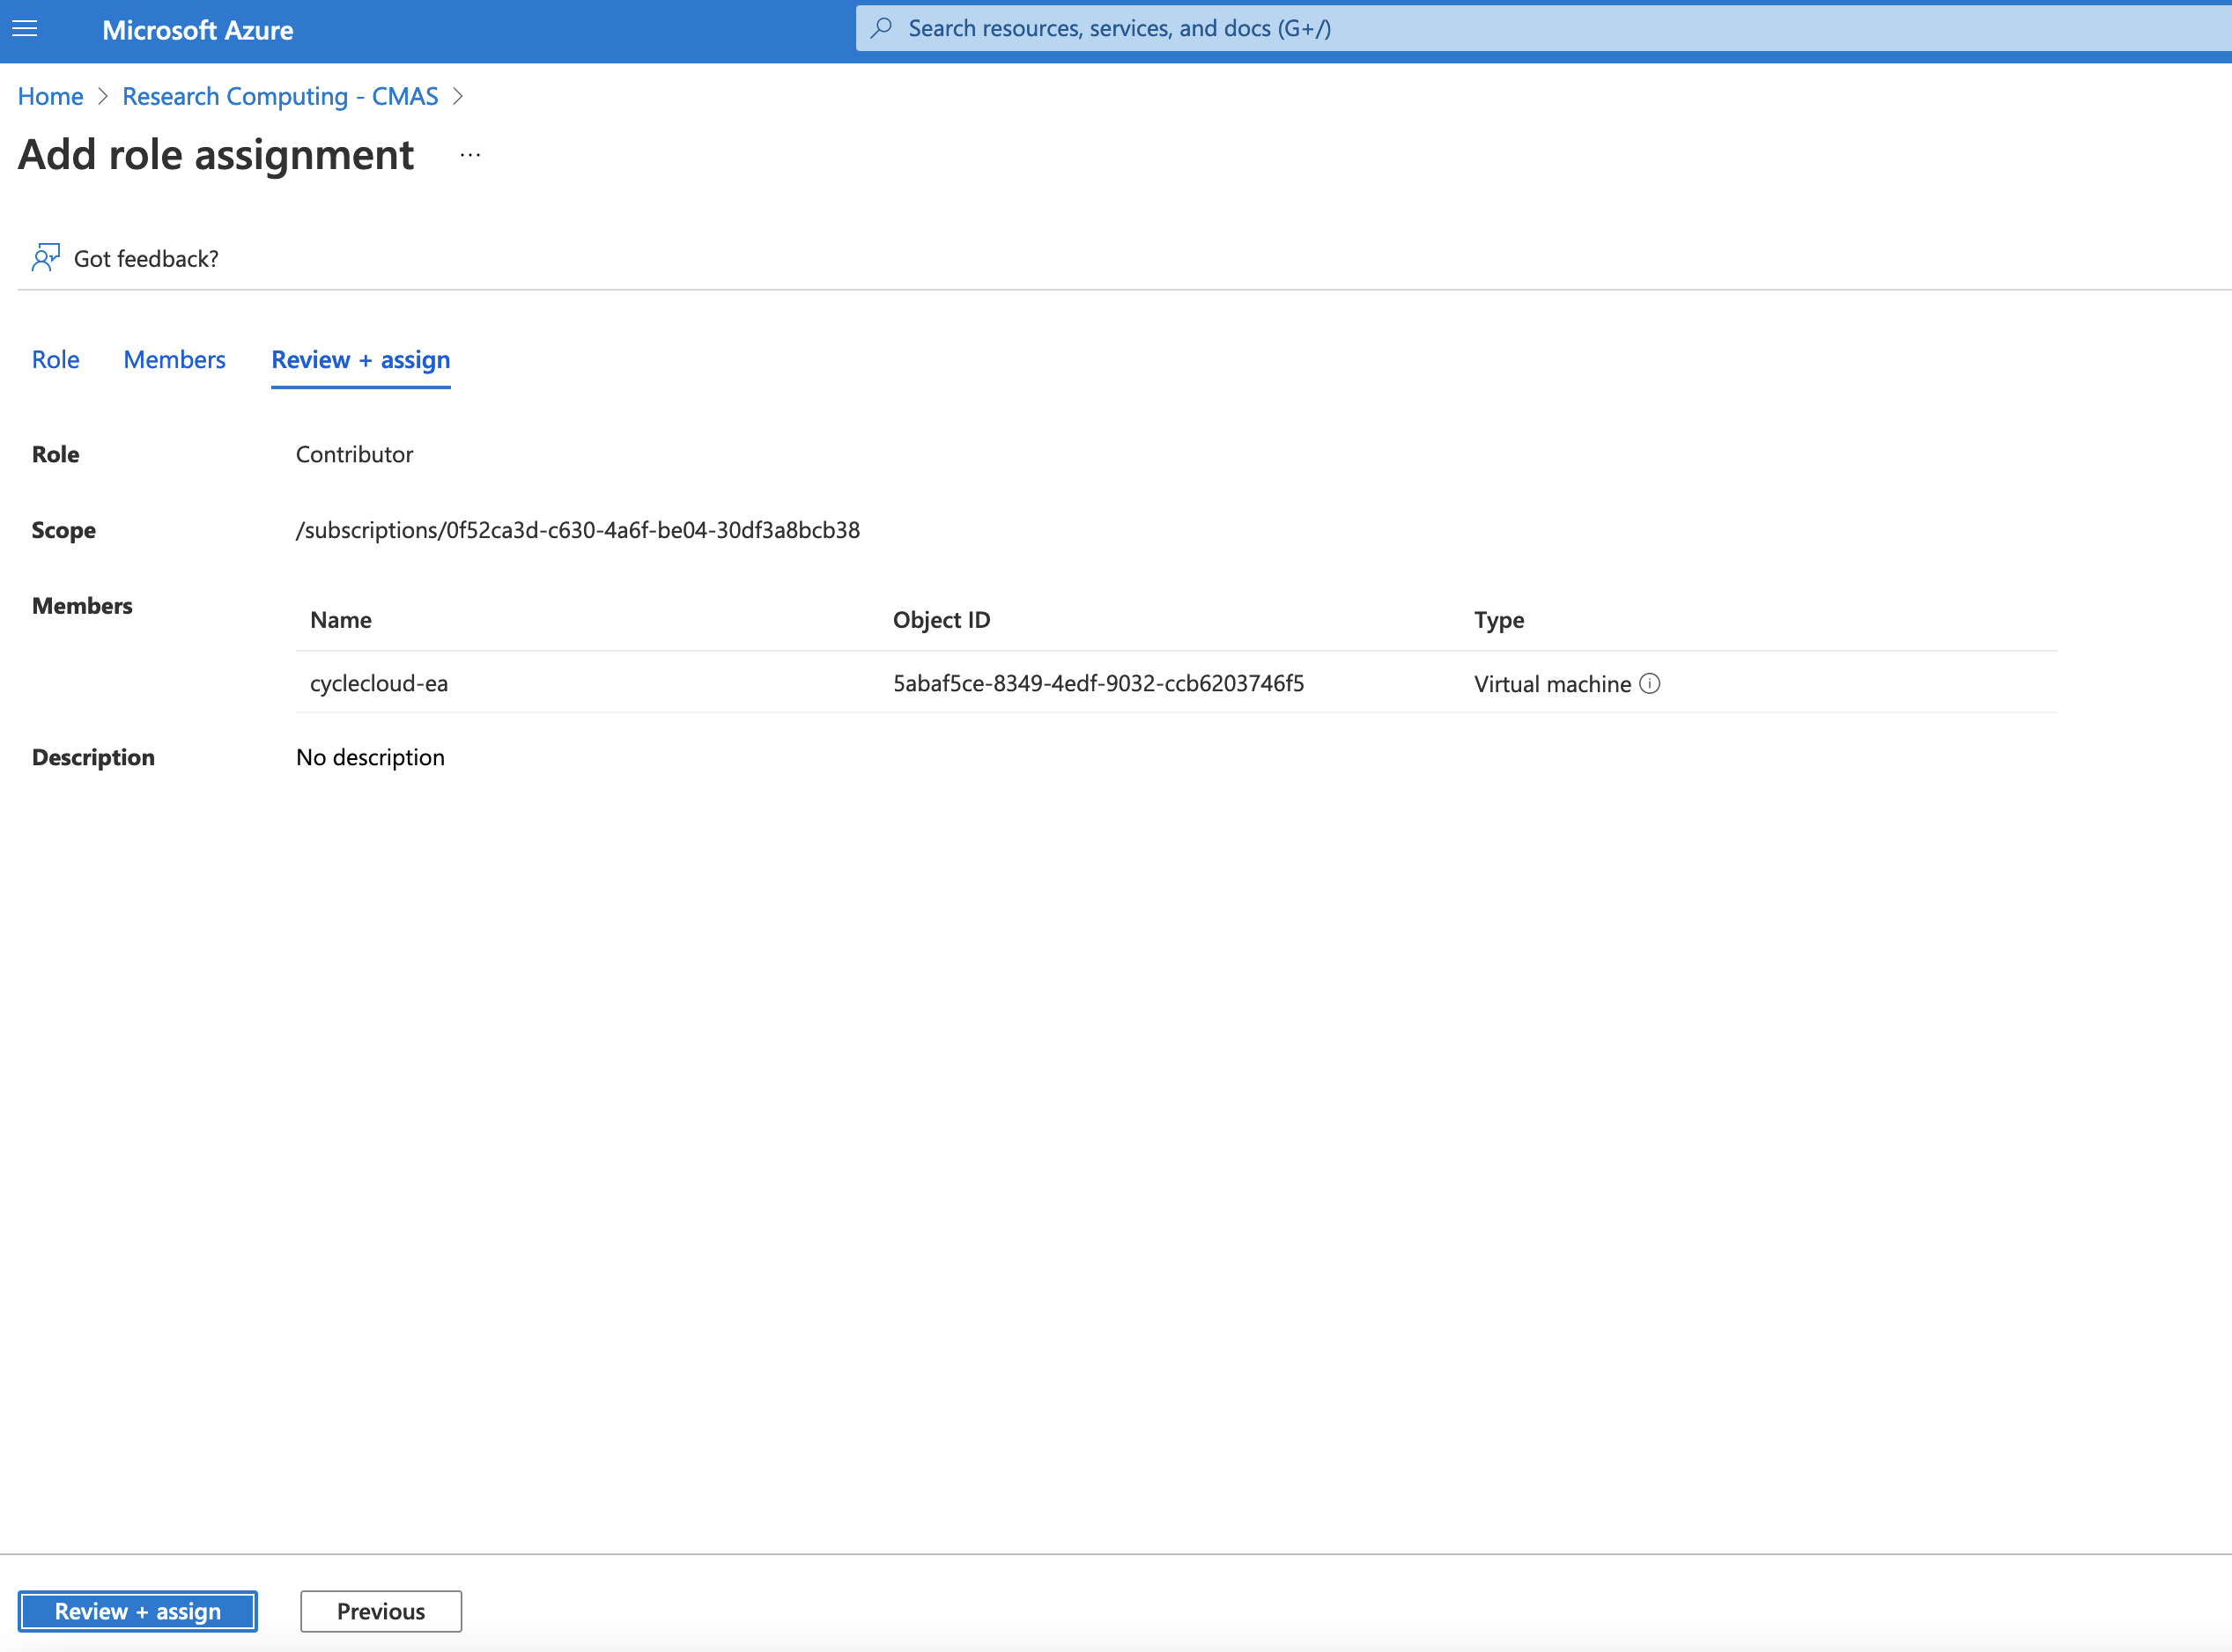 Microsoft Azure
Search resources, services, and docs (G+/)
Home > Research Computing - CMAS >
Add role assignment ...
Got feedback?
Role Members Review + assign
Role Contributor
Scope /subscriptions/0f52ca3d-c630-4a6f-be04-30df3a8bcb38
Members
Name Object ID Type
cyclecloud-ea 5abaf5ce-8349-4edf-9032-ccb6203746f5 Virtual machine
Description No description
Review + assign Previous